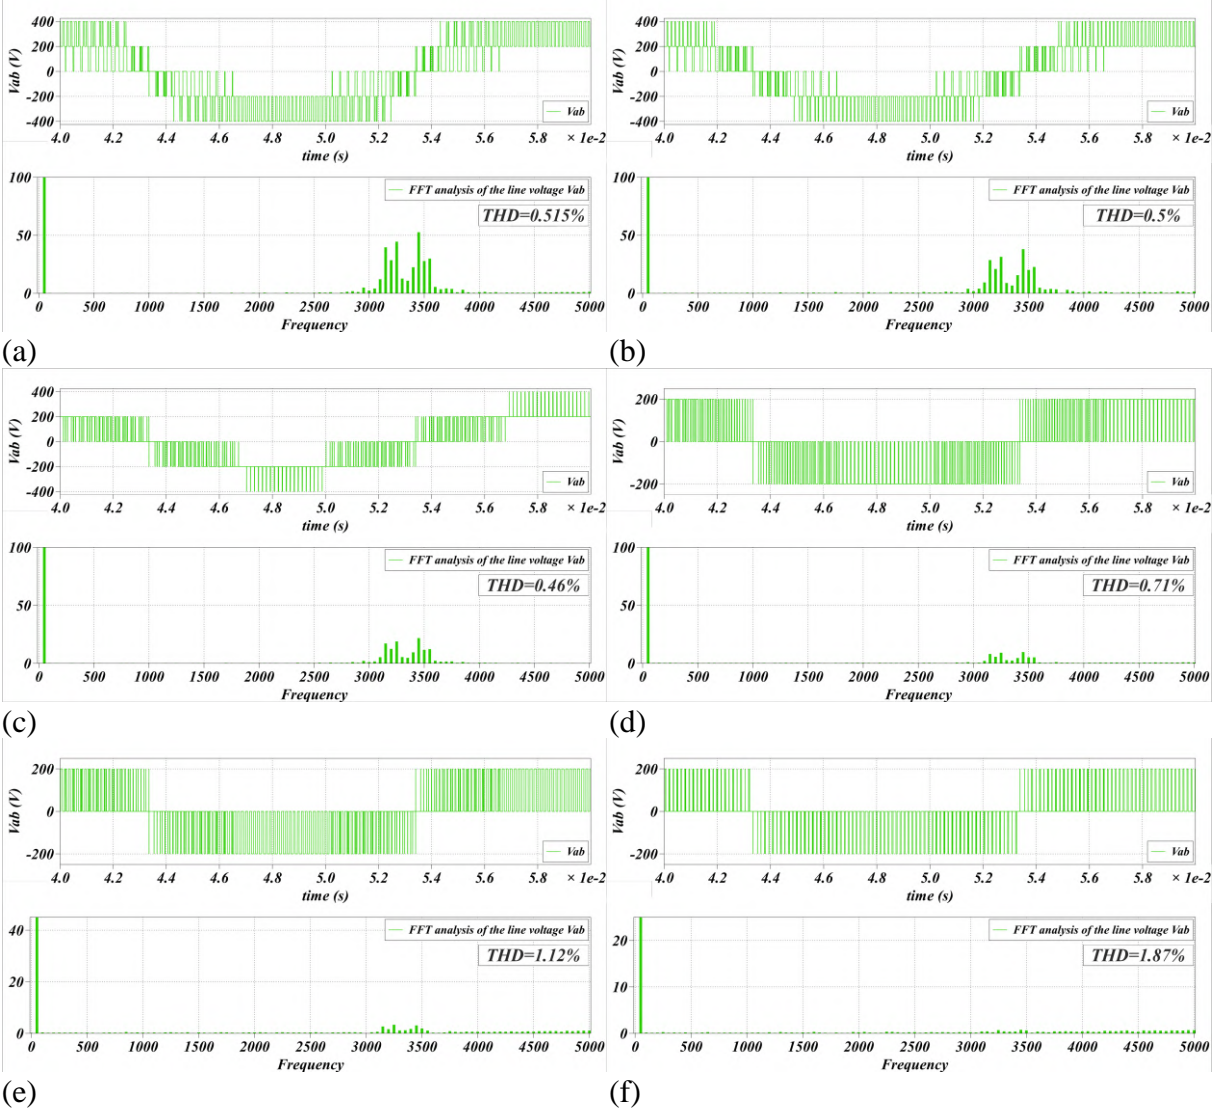 400
200
0
-200
-400
Vab (V)
Vab
4.0 4.2 4.4 4.6 4.8 5.0 5.2 5.4 5.6 5.8 × 1e-2
time (s)
100
50
0
FFT analysis of the line voltage Vab
THD=0.515%
0 500 1000 1500 2000 2500 3000 3500 4000 4500 5000
Frequency
(a)
400
200
0
-200
-400
Vab (V)
Vab
4.0 4.2 4.4 4.6 4.8 5.0 5.2 5.4 5.6 5.8 × 1e-2
time (s)
100
50
0
FFT analysis of the line voltage Vab
THD=0.5%
0 500 1000 1500 2000 2500 3000 3500 4000 4500 5000
Frequency
(b)
400
200
0
-200
-400
Vab (V)
Vab
4.0 4.2 4.4 4.6 4.8 5.0 5.2 5.4 5.6 5.8 × 1e-2
time (s)
100
50
0
FFT analysis of the line voltage Vab
THD=0.46%
0 500 1000 1500 2000 2500 3000 3500 4000 4500 5000
Frequency
(c)
200
0
-200
Vab (V)
Vab
4.0 4.2 4.4 4.6 4.8 5.0 5.2 5.4 5.6 5.8 × 1e-2
time (s)
100
50
0
FFT analysis of the line voltage Vab
THD=0.71%
0 500 1000 1500 2000 2500 3000 3500 4000 4500 5000
Frequency
(d)
200
0
-200
Vab (V)
Vab
4.0 4.2 4.4 4.6 4.8 5.0 5.2 5.4 5.6 5.8 × 1e-2
time (s)
40
20
0
FFT analysis of the line voltage Vab
THD=1.12%
0 500 1000 1500 2000 2500 3000 3500 4000 4500 5000
Frequency
(e)
200
0
-200
Vab (V)
Vab
4.0 4.2 4.4 4.6 4.8 5.0 5.2 5.4 5.6 5.8 × 1e-2
time (s)
20
10
0
FFT analysis of the line voltage Vab
THD=1.87%
0 500 1000 1500 2000 2500 3000 3500 4000 4500 5000
Frequency
(f)